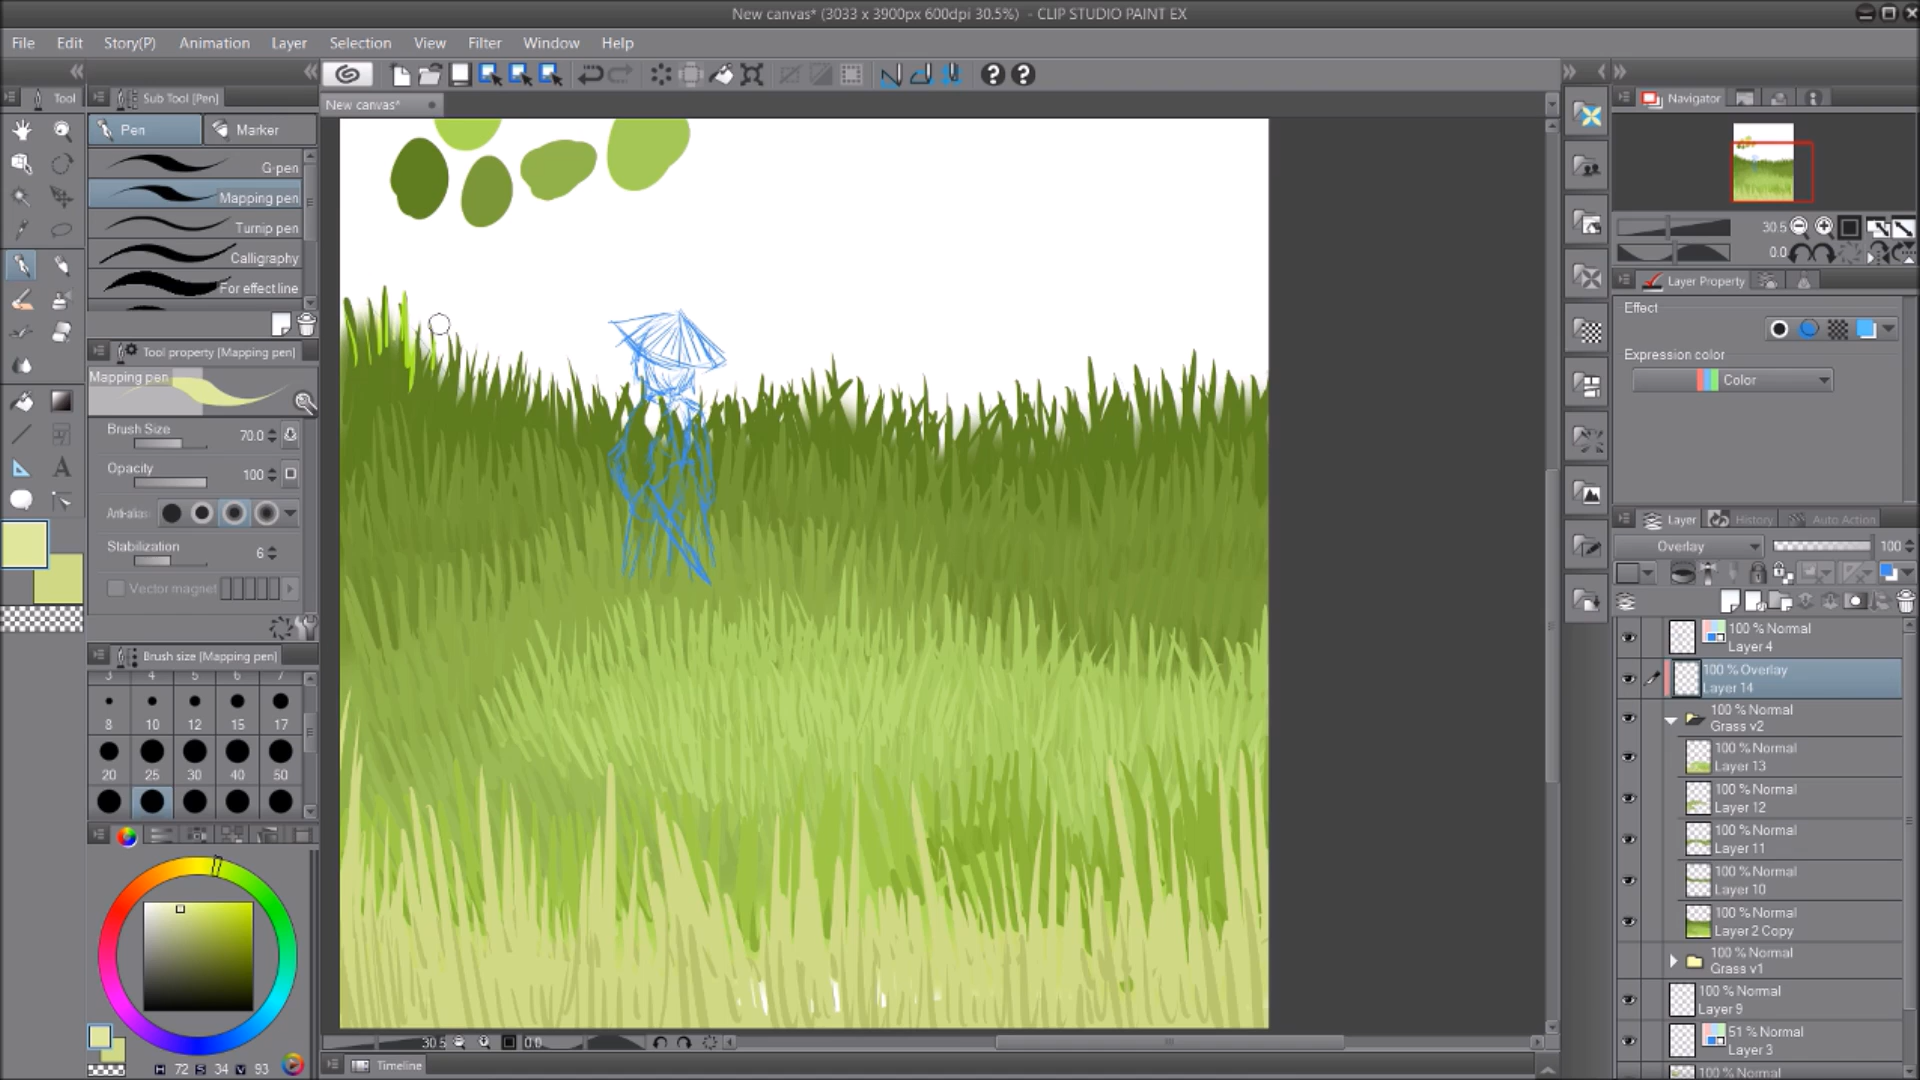 New canvas* (3033 x 3900px 600dpi 30.5%) - CLIP STUDIO PAINT EX
File Edit Story(P) Animation Layer Selection View Filter Window Help
Tool
Sub Tool [Pen]
Pen
Marker
G-pen
Mapping pen
Turnip pen
Calligraphy
For effect line
Tool property [Mapping pen]
Mapping pen
Brush Size 70.0
Opacity 100
Anti-alias
Stabilization 6
Vector magnet
Brush size [Mapping pen]
3 4 5 6 7
8 10 12 15 17
20 25 30 40 50
H 72 S 34 V 93
New canvas*
30.5 0.0
Timeline
Navigator
30.5
0.0
Layer Property
Effect
Expression color
Color
Layer
History
Auto Action
Overlay 100
100 % Normal
Layer 4
100 % Overlay
Layer 14
100 % Normal
Grass v2
100 % Normal
Layer 13
100 % Normal
Layer 12
100 % Normal
Layer 11
100 % Normal
Layer 10
100 % Normal
Layer 2 Copy
100 % Normal
Grass v1
100 % Normal
Layer 9
51 % Normal
Layer 3
100 % Normal